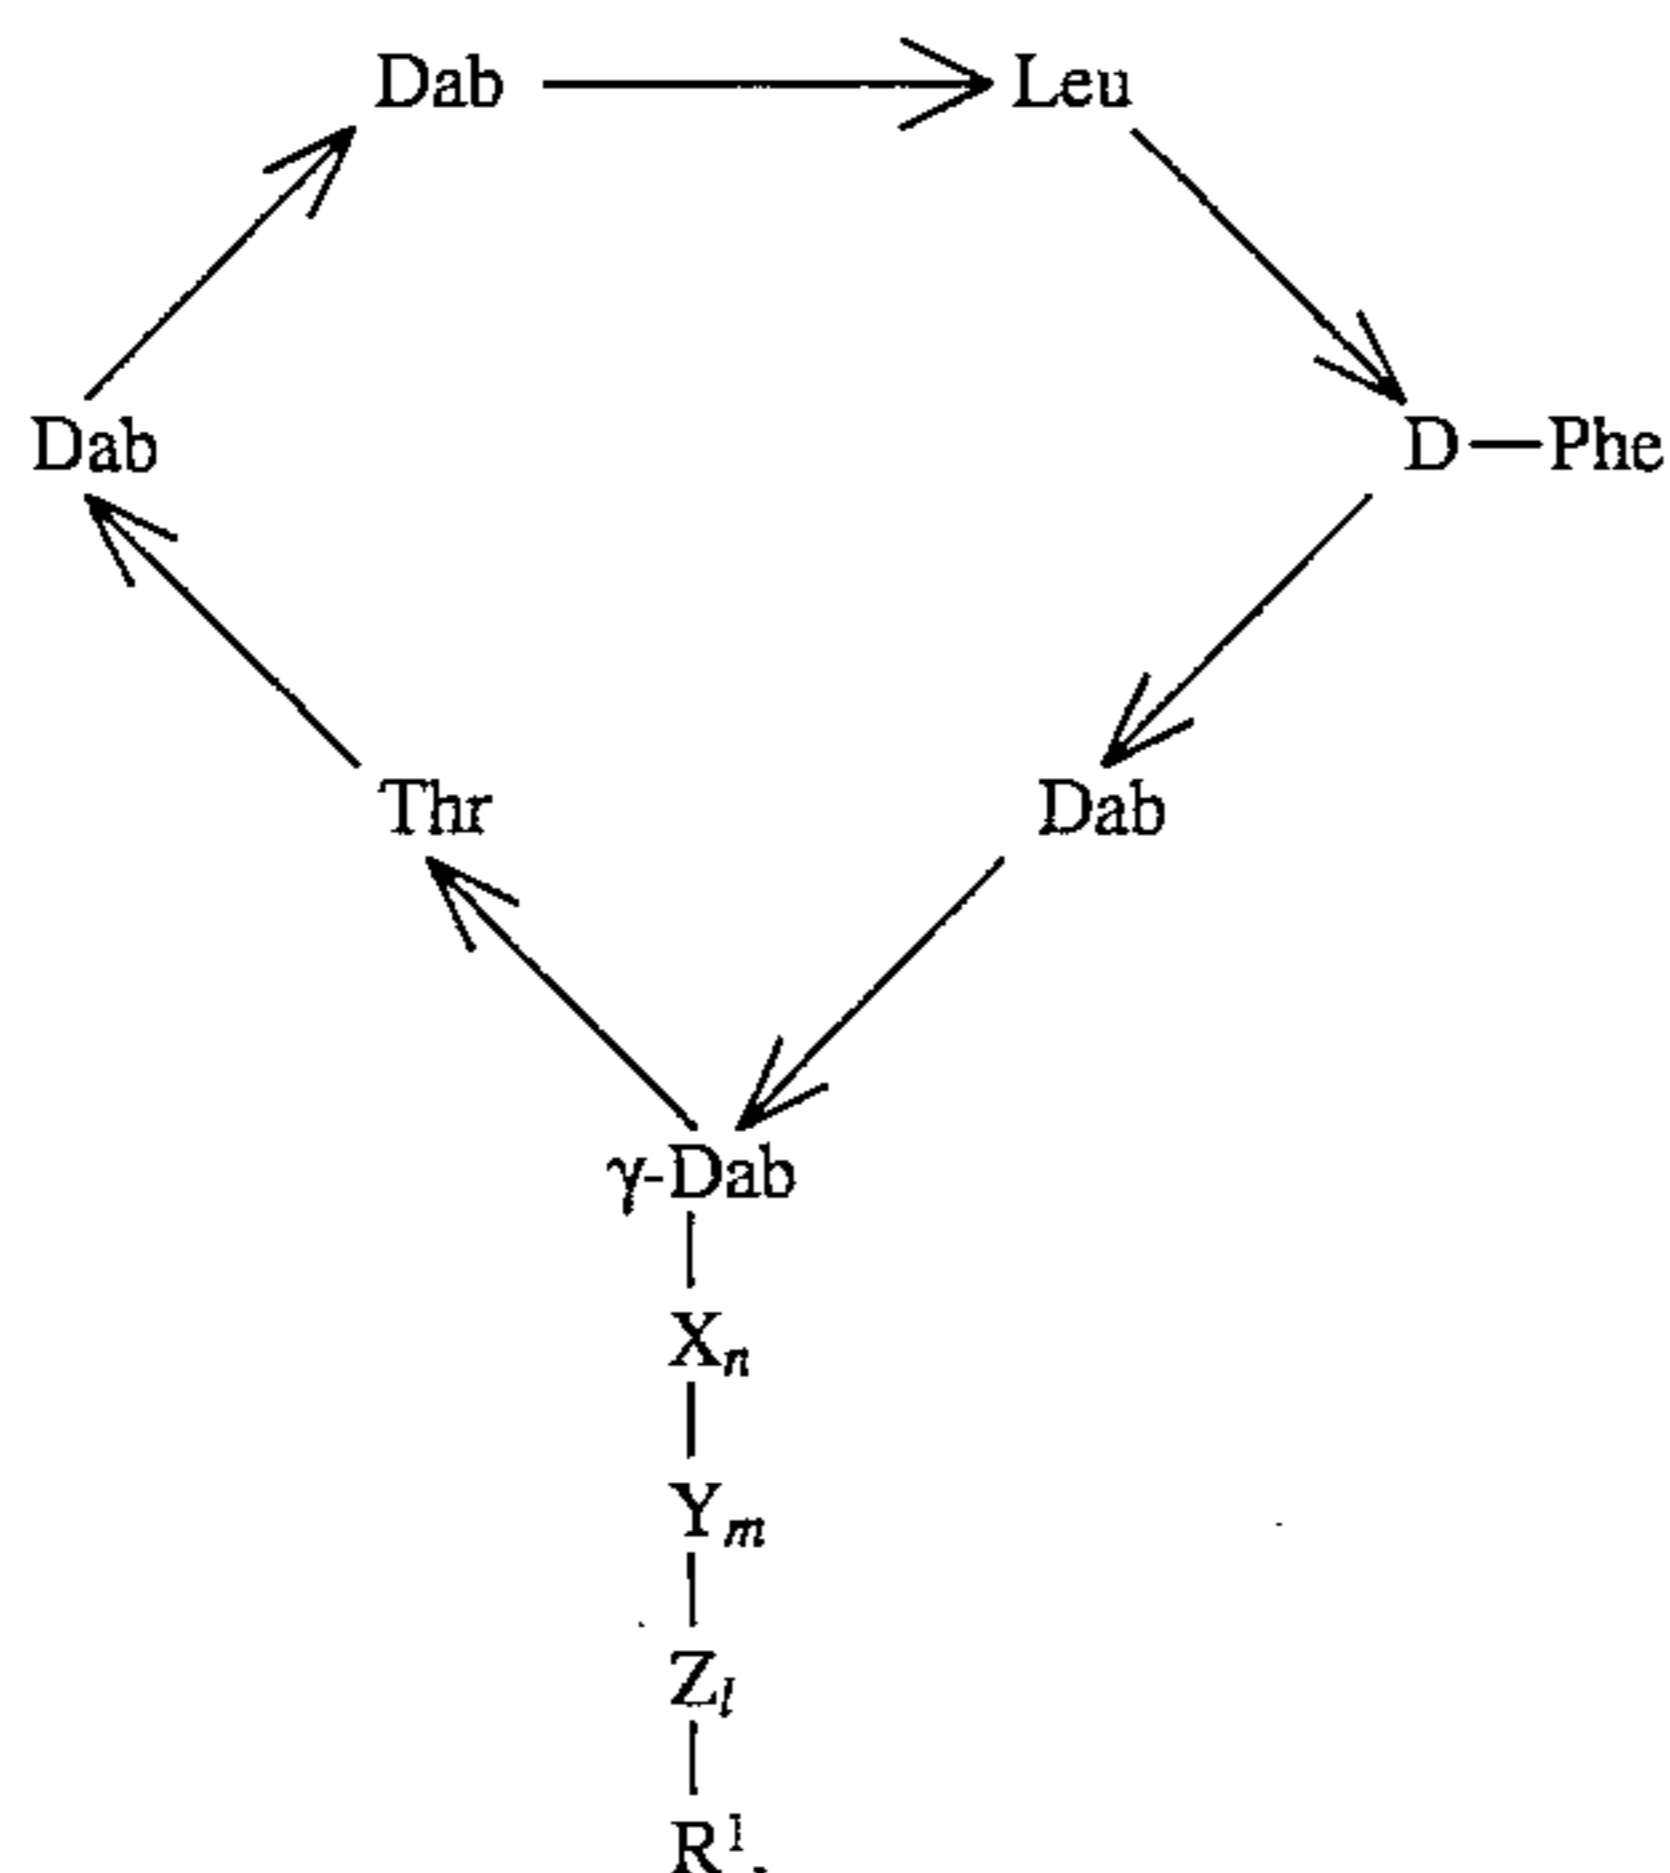 Dab Leu
Dab D—Phe
Thr Dab
γ-Dab
Xn
Ym
Zl
R1